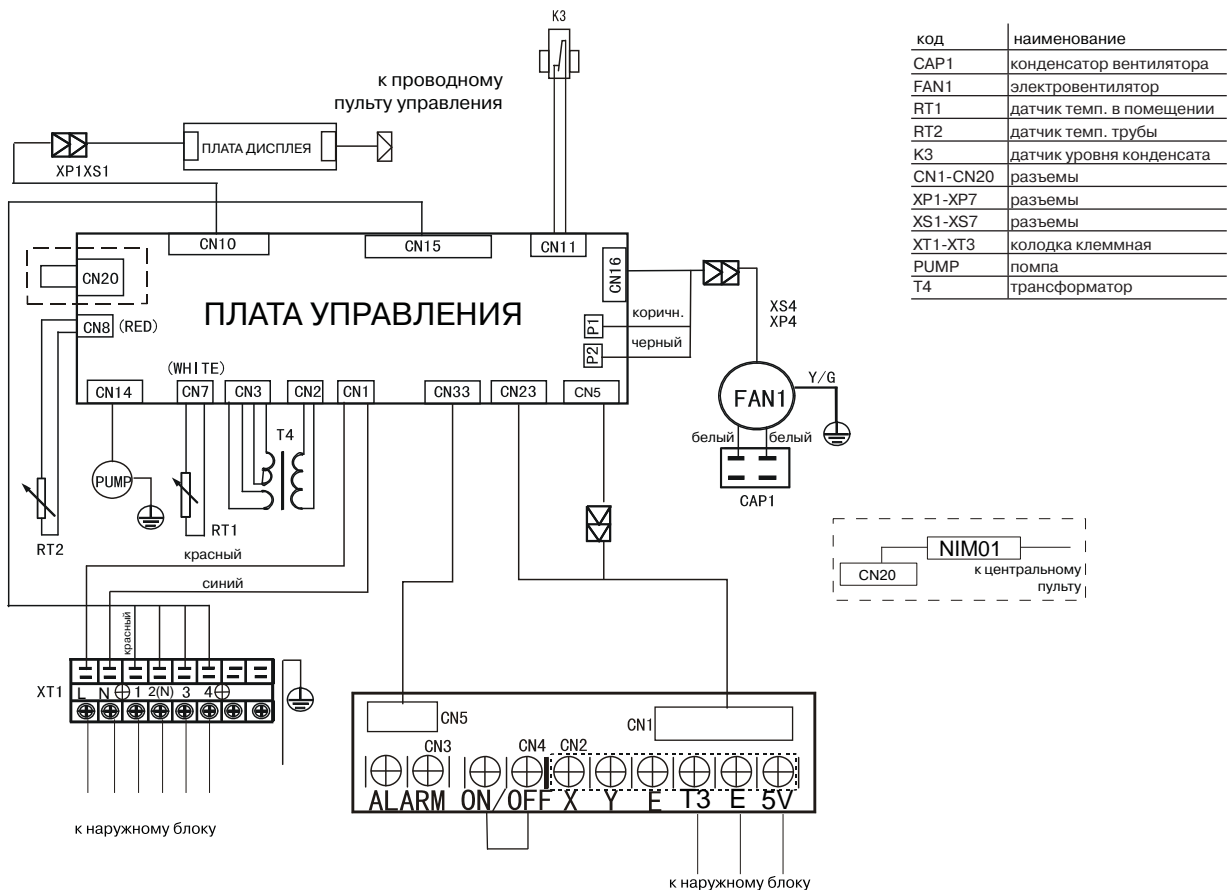 K3
код наименование
CAP1 конденсатор вентилятора
FAN1 электровентилятор
RT1 датчик темп. в помещении
RT2 датчик темп. трубы
K3 датчик уровня конденсата
CN1-CN20 разъемы
XP1-XP7 разъемы
XS1-XS7 разъемы
XT1-XT3 колодка клеммная
PUMP помпа
T4 трансформатор
к проводному
пульту управления
ПЛАТА ДИСПЛЕЯ
XP1XS1
CN10 CN15 CN11
CN20
CN16
CN8 (RED)
ПЛАТА УПРАВЛЕНИЯ
P1 коричн.
P2 черный
XS4
XP4
(WHITE)
CN14 CN7 CN3 CN2 CN1 CN33 CN23 CN5
FAN1
Y/G
белый белый
CAP1
T4
PUMP
RT1
RT2
красный
синий
красный
NIM01
CN20
к центральному
пульту
XT1
L N 1 2(N) 3 4
к наружному блоку
CN5
CN1
CN3 CN4 CN2
ALARM ON/OFF X Y E T3 E 5V
к наружному блоку